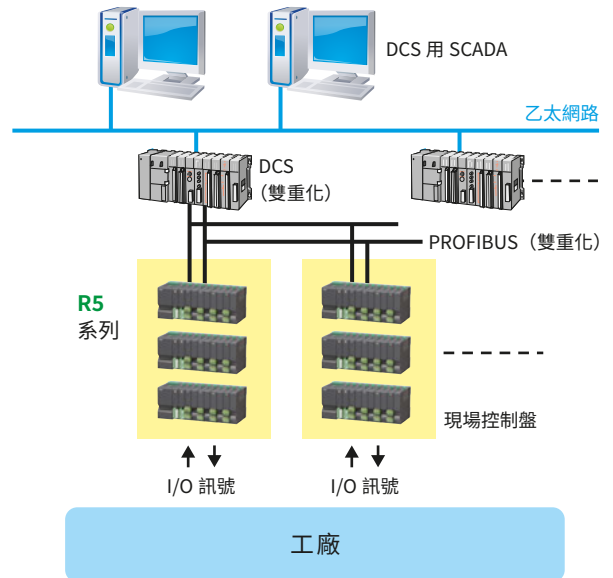 DCS 用 SCADA
乙太網路
DCS
(雙重化)
PROFIBUS（雙重化）
R5
系列
現場控制盤
I/O 訊號
I/O 訊號
工廠